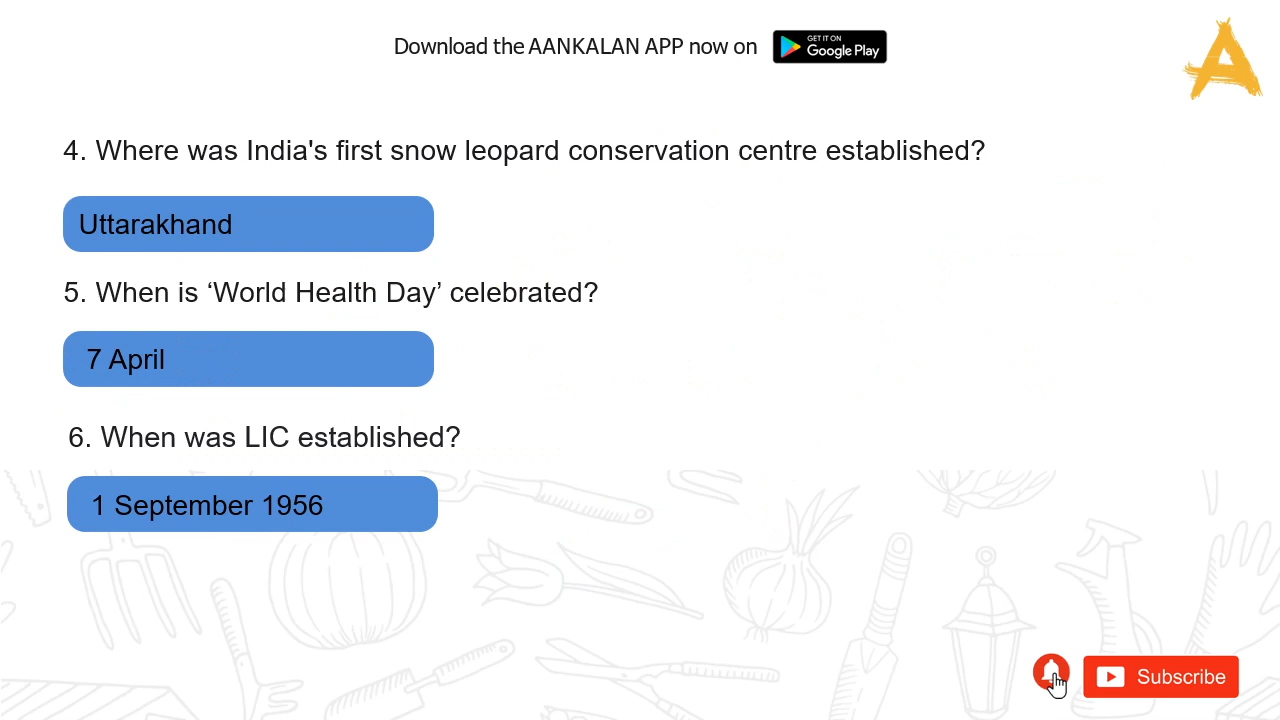 Download the AANKALAN APP now on
GET IT ON
Google Play
A
4. Where was India's first snow leopard conservation centre established?
Uttarakhand
5. When is ‘World Health Day’ celebrated?
7 April
6. When was LIC established?
1 September 1956
Subscribe